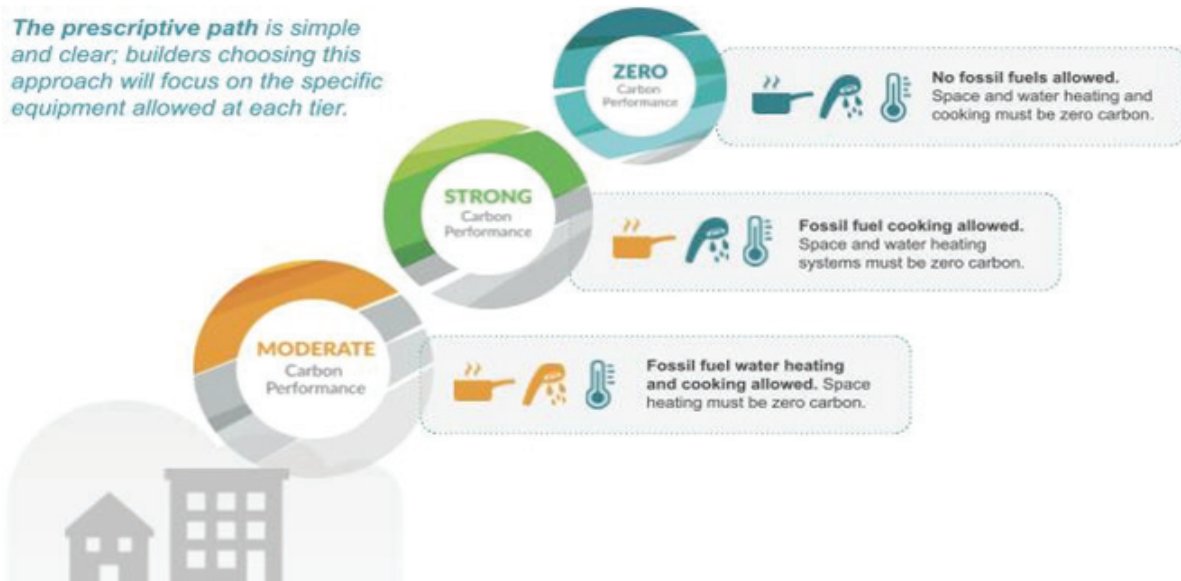 The prescriptive path is simple
and clear; builders choosing this
approach will focus on the specific
equipment allowed at each tier.
ZERO
Carbon
Performance
No fossil fuels allowed.
Space and water heating and
cooking must be zero carbon.
STRONG
Carbon
Performance
Fossil fuel cooking allowed.
Space and water heating
systems must be zero carbon.
MODERATE
Carbon
Performance
Fossil fuel water heating
and cooking allowed. Space
heating must be zero carbon.